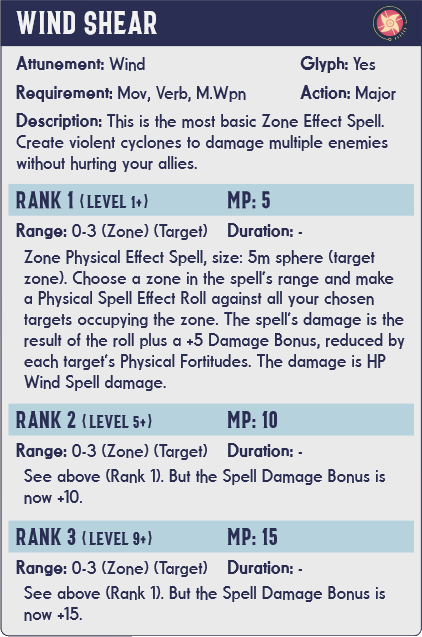 WIND SHEAR
Attunement: Wind Glyph: Yes
Requirement: Mov, Verb, M.Wpn Action: Major
Description: This is the most basic Zone Effect Spell.
Create violent cyclones to damage multiple enemies
without hurting your allies.
RANK 1 (LEVEL 1+) MP: 5
Range: 0-3 (Zone) (Target) Duration: -
Zone Physical Effect Spell, size: 5m sphere (target
zone). Choose a zone in the spell's range and make
a Physical Spell Effect Roll against all your chosen
targets occupying the zone. The spell's damage is the
result of the roll plus a +5 Damage Bonus, reduced by
each target's Physical Fortitudes. The damage is HP
Wind Spell damage.
RANK 2 (LEVEL 5+) MP: 10
Range: 0-3 (Zone) (Target) Duration: -
See above (Rank 1). But the Spell Damage Bonus is
now +10.
RANK 3 (LEVEL 9+) MP: 15
Range: 0-3 (Zone) (Target) Duration: -
See above (Rank 1). But the Spell Damage Bonus is
now +15.